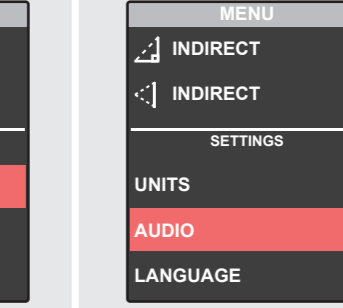 MENU
INDIRECT
INDIRECT
SETTINGS
UNITS
AUDIO
LANGUAGE